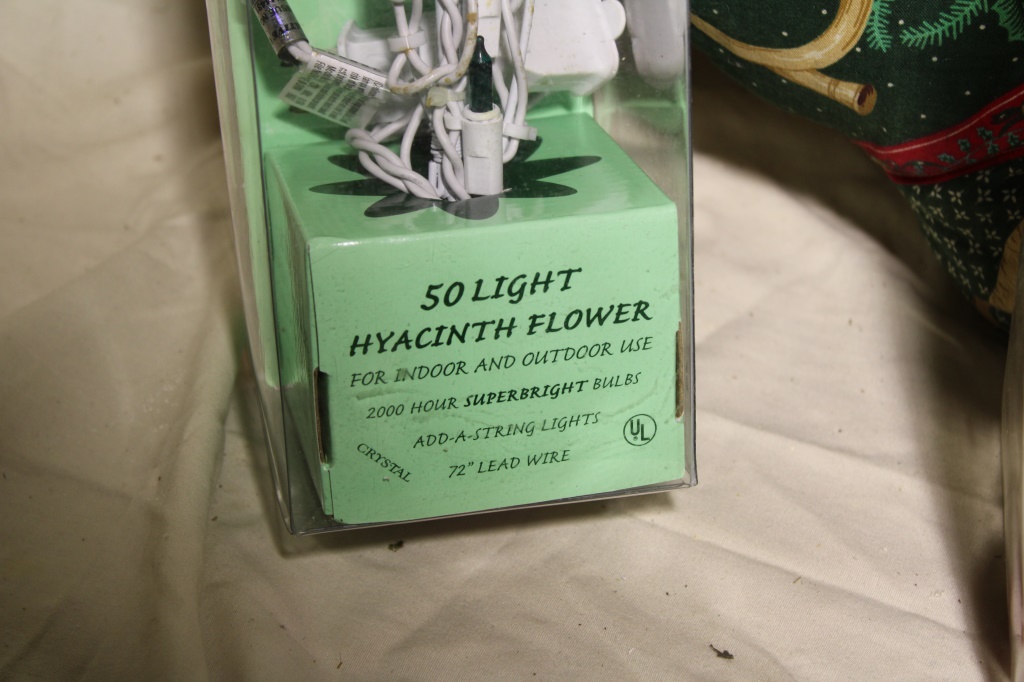 50 LIGHT
HYACINTH FLOWER
FOR INDOOR AND OUTDOOR USE
2000 HOUR SUPERBRIGHT BULBS
ADD-A-STRING LIGHTS
UL
CRYSTAL
72" LEAD WIRE